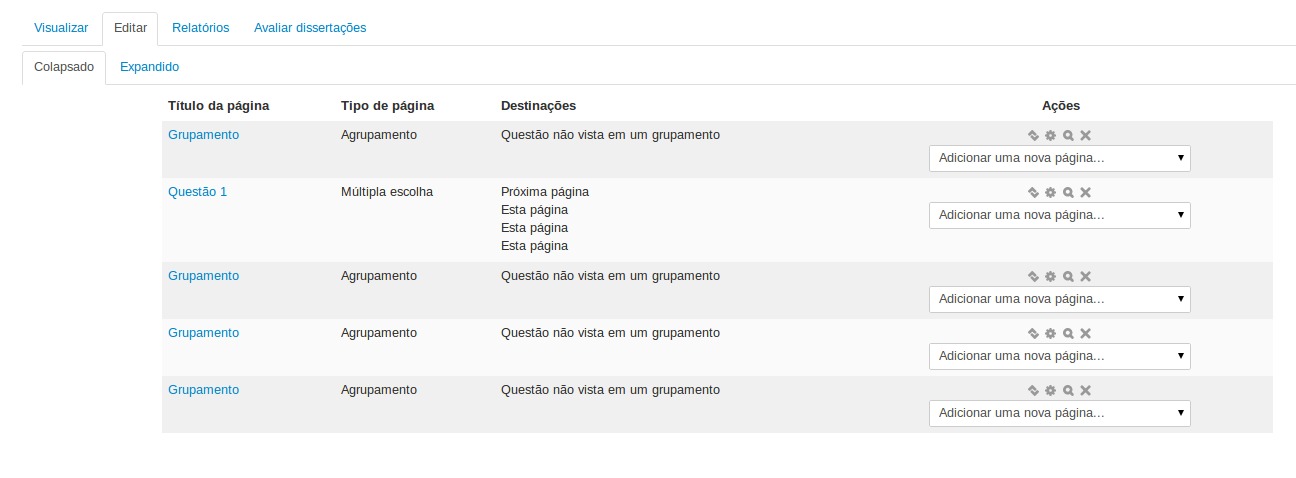 Visualizar Editar Relatórios Avaliar dissertações
Colapsado Expandido
Título da página Tipo de página Destinações Ações
Grupamento Agrupamento Questão não vista em um grupamento
Adicionar uma nova página...
Questão 1 Múltipla escolha Próxima página
Esta página
Adicionar uma nova página...
Esta página
Esta página
Grupamento Agrupamento Questão não vista em um grupamento
Adicionar uma nova página...
Grupamento Agrupamento Questão não vista em um grupamento
Adicionar uma nova página...
Grupamento Agrupamento Questão não vista em um grupamento
Adicionar uma nova página...